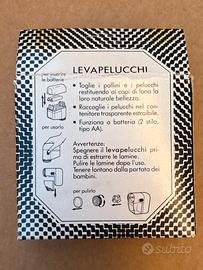 LEVAPELUCCHI
per inserire
le batterie
• Toglie i pallini e i pelucchi
restituendo ai capi di lana la
loro naturale bellezza.
• Raccoglie i pelucchi nel con-
tenitore trasparente estraibile.
• Funziona a batteria (2 stilo,
tipo AA).
per usarlo
Avvertenze:
Spegnere il levapelucchi pri-
ma di estrarre le lamine.
Pulire le lamine dopo l'uso.
Tenere lontano dalla portata dei
bambini.
per pulirlo
subito